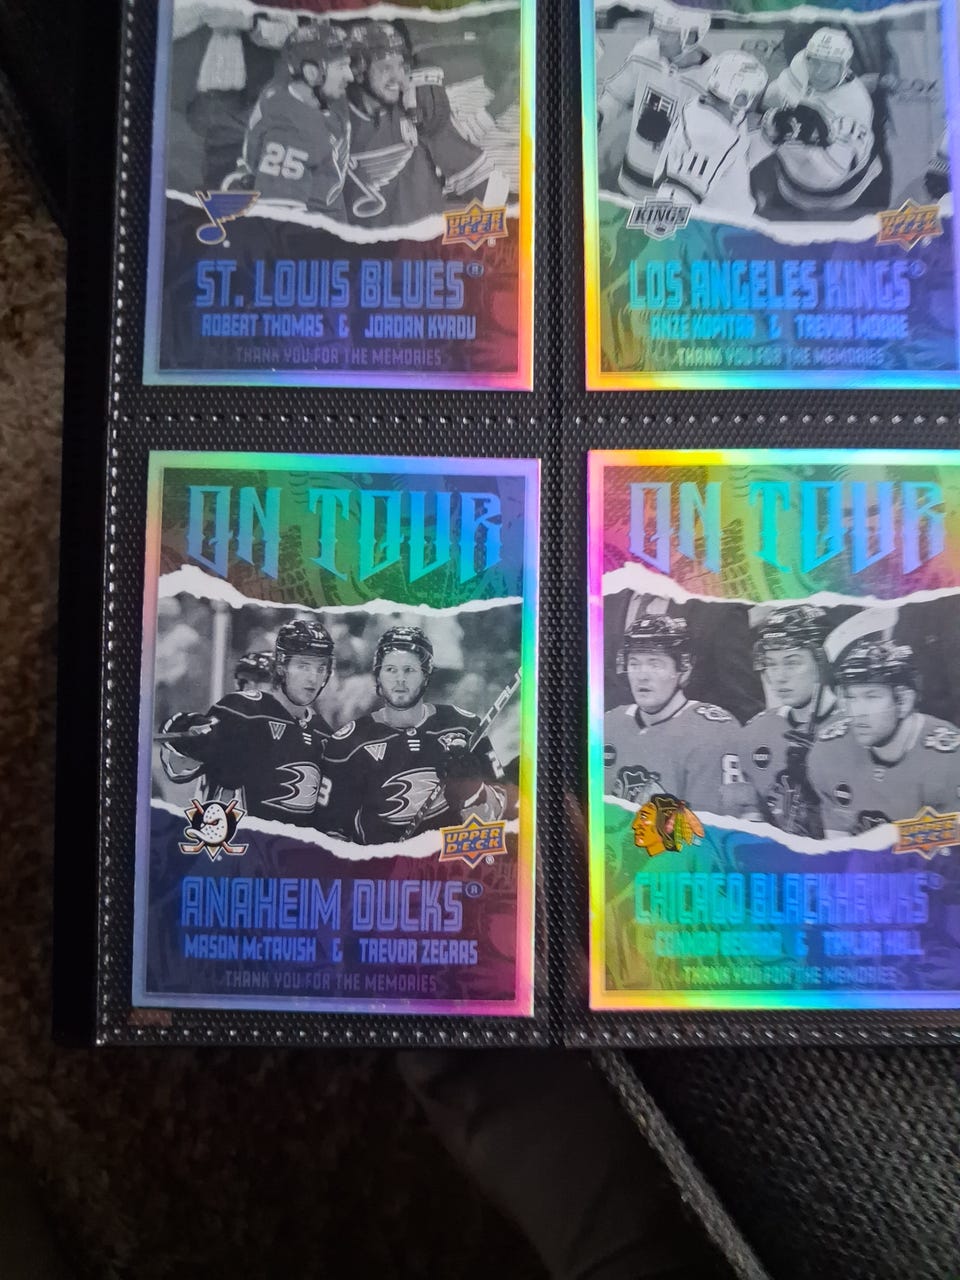 25
UPPER DECK
ST. LOUIS BLUES®
ROBERT THOMAS & JORDAN KYROU
THANK YOU FOR THE MEMORIES
KINGS
UPPER DECK
LOS ANGELES KINGS®
ANZE KOPITAR & TREVOR MOORE
THANK YOU FOR THE MEMORIES
ON TOUR
UPPER DECK
ANAHEIM DUCKS®
MASON McTAVISH & TREVOR ZEGRAS
THANK YOU FOR THE MEMORIES
ON TOUR
8
UPPER DECK
CHICAGO BLACKHAWKS®
CONNOR BEDARD & TAYLOR HALL
THANK YOU FOR THE MEMORIES